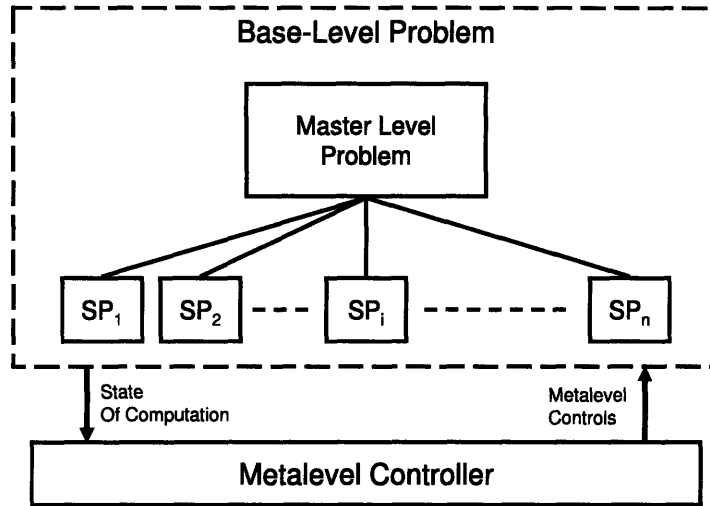 Base-Level Problem
Master Level
Problem
SP₁ SP₂ SPᵢ SPₙ
State
Of Computation
Metalevel
Controls
Metalevel Controller